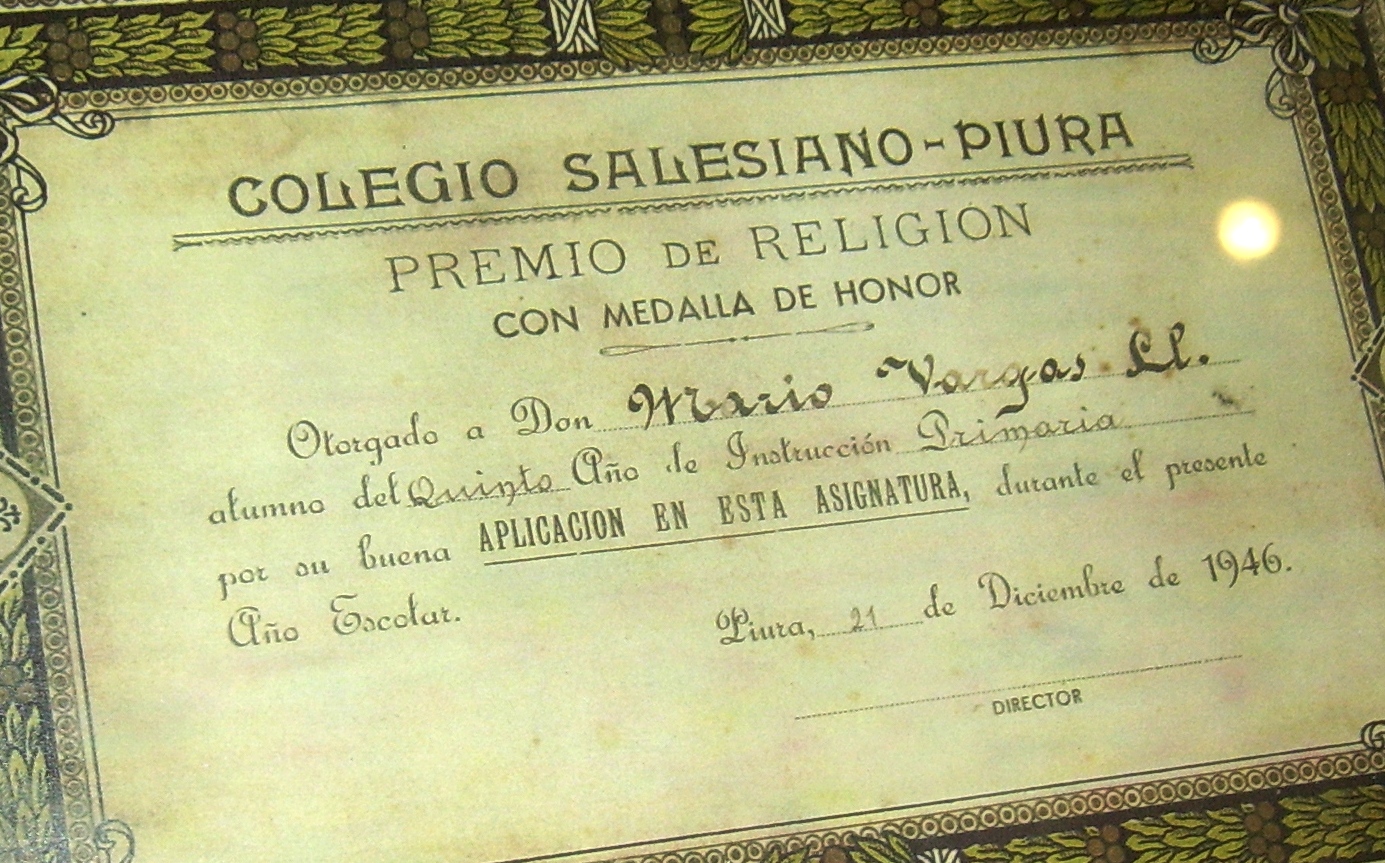 COLEGIO SALESIANO-PIURA
PREMIO DE RELIGION
CON MEDALLA DE HONOR
Otorgado a Don Mario Vargas Ll.
alumno del Quinto Año de Instrucción Primaria
por su buena APLICACION EN ESTA ASIGNATURA, durante el presente
Año Escolar.
Piura, 21 de Diciembre de 1946.
DIRECTOR